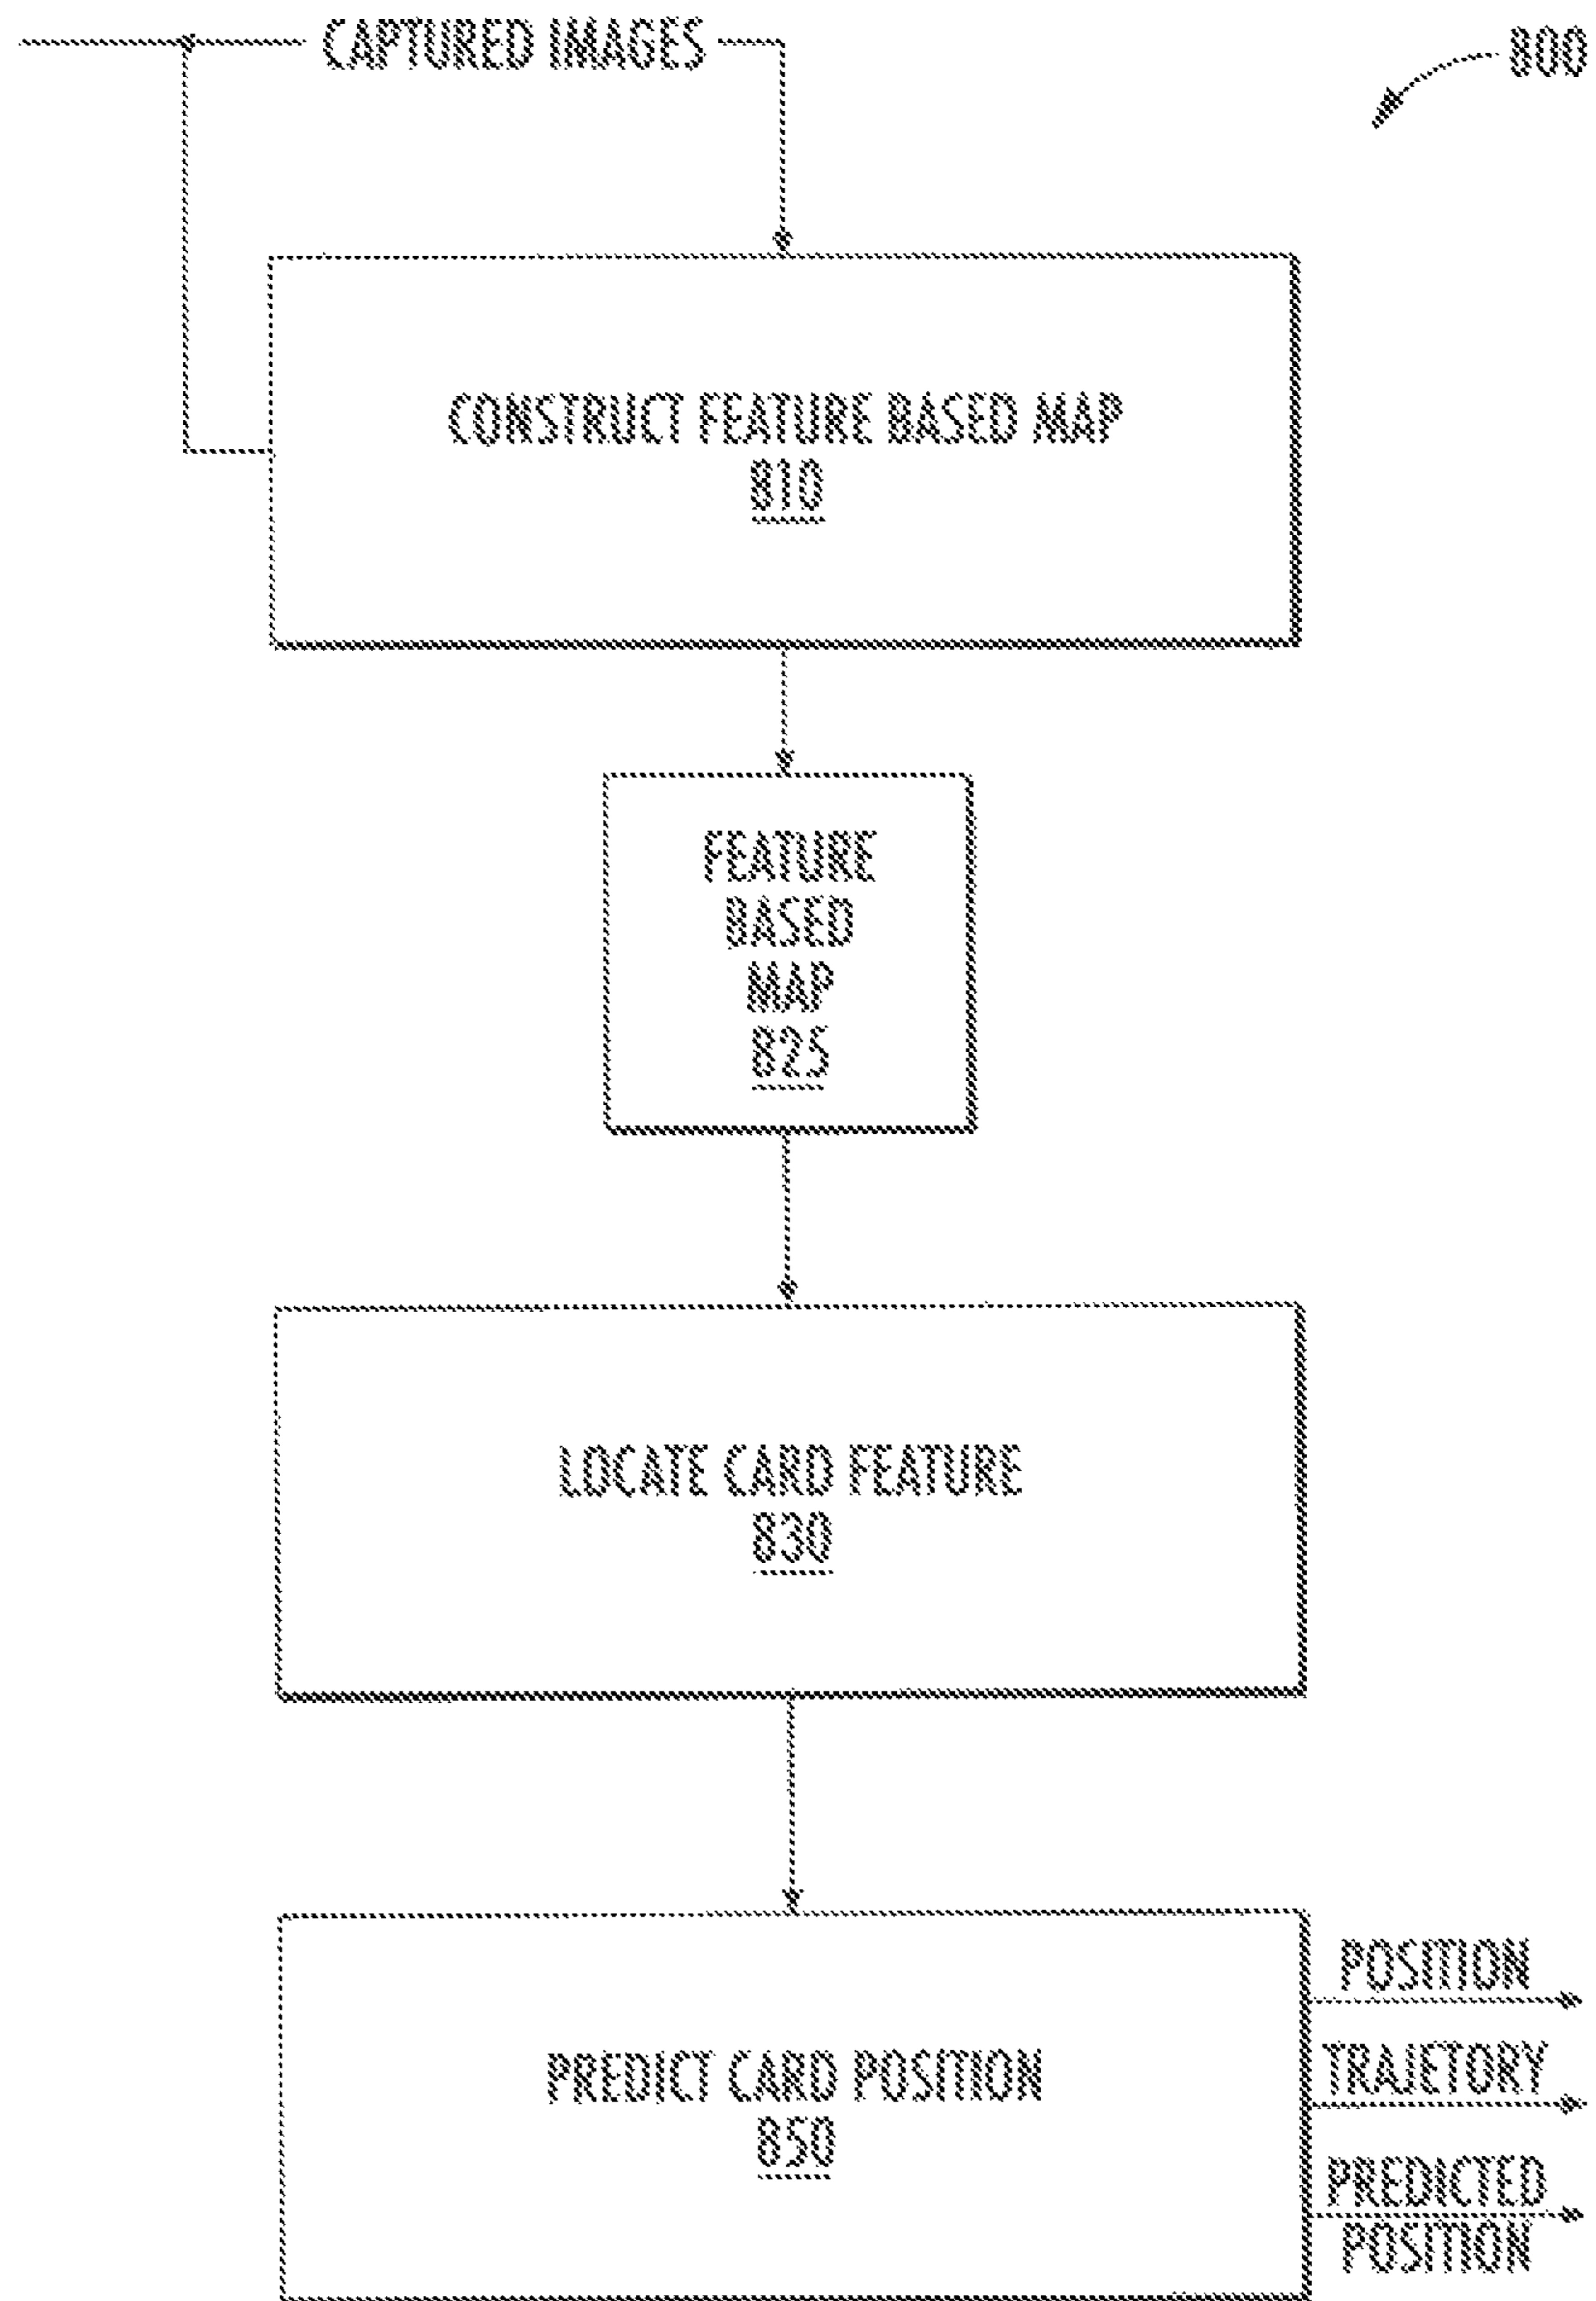 CAPTURED IMAGES
800
CONSTRUCT FEATURE BASED MAP
810
FEATURE
BASED
MAP
825
LOCATE CARD FEATURE
830
PREDICT CARD POSITION
850
POSITION
TRAJETORY
PREDICTED
POSITION